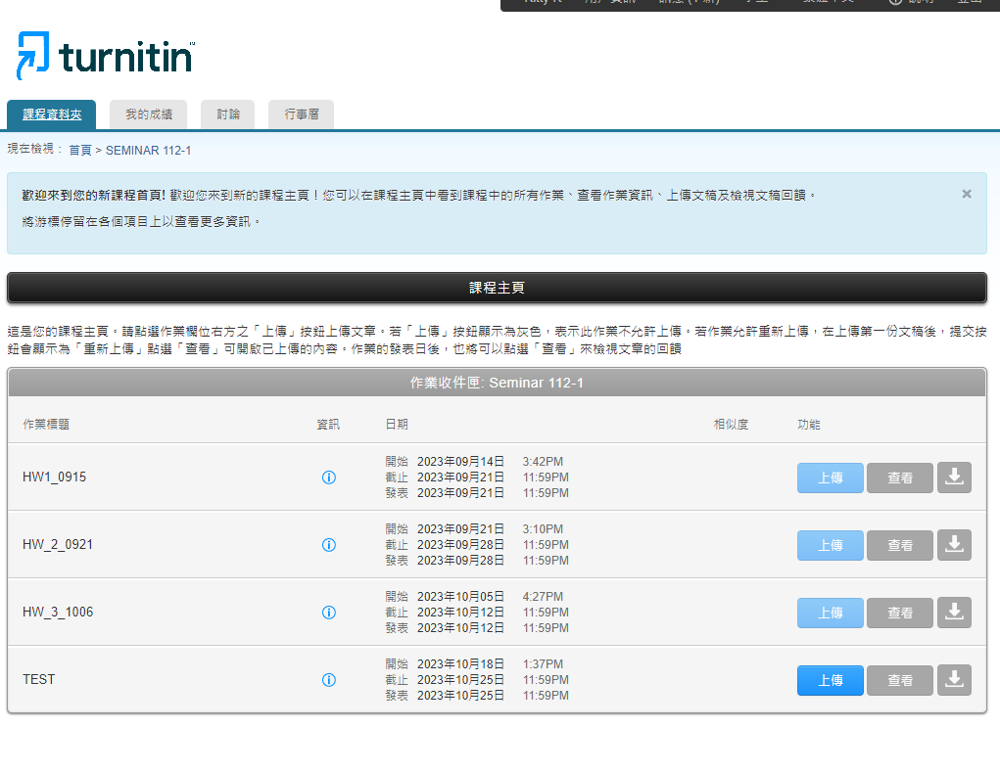 turnitin™
課程資料夾 我的成績 討論 行事曆
現在檢視： 首頁 > SEMINAR 112-1
歡迎來到您的新課程首頁! 歡迎您來到新的課程主頁！您可以在課程主頁中看到課程中的所有作業、查看作業資訊、上傳文稿及檢視文稿回饋。 ×
將游標停留在各個項目上以查看更多資訊。
課程主頁
這是您的課程主頁。請點選作業欄位右方之「上傳」按鈕上傳文章。若「上傳」按鈕顯示為灰色，表示此作業不允許上傳。若作業允許重新上傳，在上傳第一份文稿後，提交按
鈕會顯示為「重新上傳」點選「查看」可開啟已上傳的內容。作業的發表日後，也將可以點選「查看」來檢視文章的回饋
作業收件匣: Seminar 112-1
作業標題 資訊 日期 相似度 功能
HW1_0915
開始 2023年09月14日 3:42PM
截止 2023年09月21日 11:59PM
發表 2023年09月21日 11:59PM
上傳 查看
HW_2_0921
開始 2023年09月21日 3:10PM
截止 2023年09月28日 11:59PM
發表 2023年09月28日 11:59PM
上傳 查看
HW_3_1006
開始 2023年10月05日 4:27PM
截止 2023年10月12日 11:59PM
發表 2023年10月12日 11:59PM
上傳 查看
TEST
開始 2023年10月18日 1:37PM
截止 2023年10月25日 11:59PM
發表 2023年10月25日 11:59PM
上傳 查看